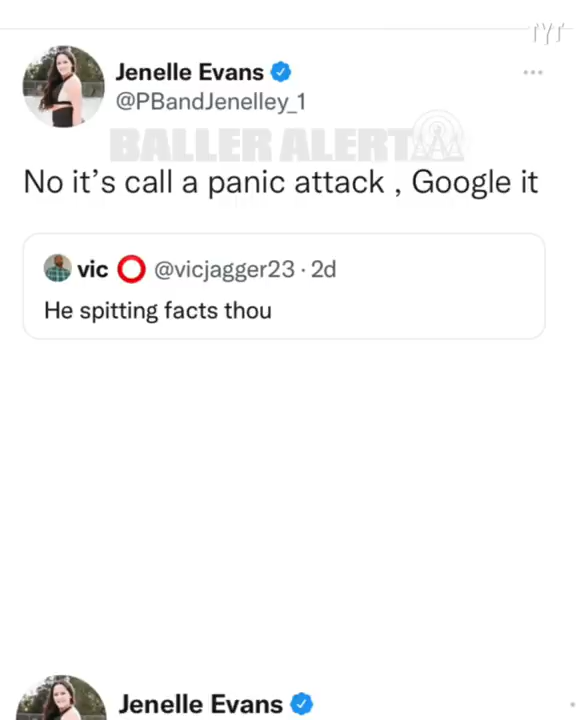 TYT
Jenelle Evans
@PBandJenelley_1
BALLER ALERT
No it’s call a panic attack , Google it
vic ⭕ @vicjagger23 · 2d
He spitting facts thou
Jenelle Evans